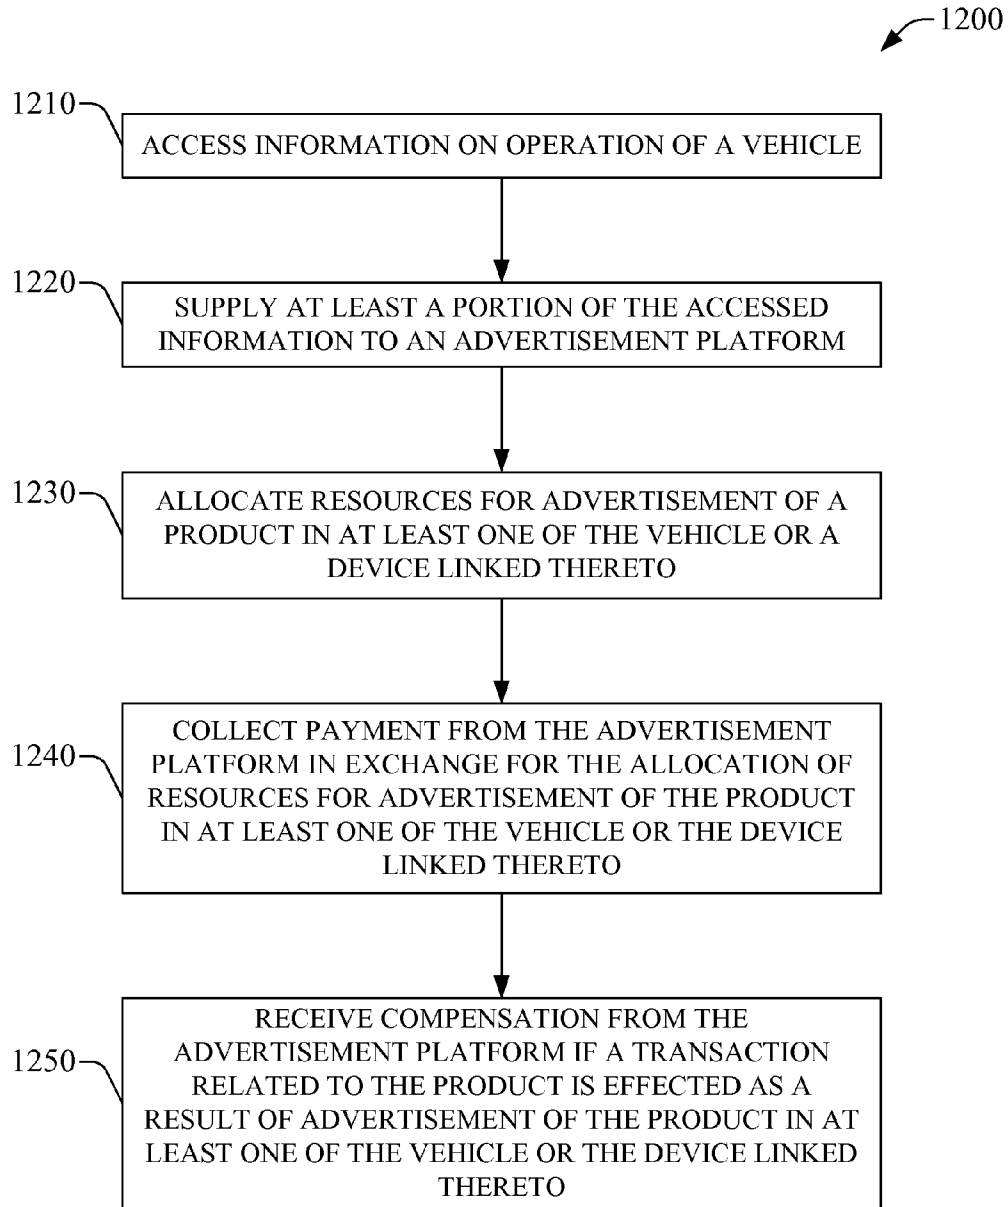 1200
1210
ACCESS INFORMATION ON OPERATION OF A VEHICLE
1220
SUPPLY AT LEAST A PORTION OF THE ACCESSED
INFORMATION TO AN ADVERTISEMENT PLATFORM
1230
ALLOCATE RESOURCES FOR ADVERTISEMENT OF A
PRODUCT IN AT LEAST ONE OF THE VEHICLE OR A
DEVICE LINKED THERETO
1240
COLLECT PAYMENT FROM THE ADVERTISEMENT
PLATFORM IN EXCHANGE FOR THE ALLOCATION OF
RESOURCES FOR ADVERTISEMENT OF THE PRODUCT
IN AT LEAST ONE OF THE VEHICLE OR THE DEVICE
LINKED THERETO
1250
RECEIVE COMPENSATION FROM THE
ADVERTISEMENT PLATFORM IF A TRANSACTION
RELATED TO THE PRODUCT IS EFFECTED AS A
RESULT OF ADVERTISEMENT OF THE PRODUCT IN AT
LEAST ONE OF THE VEHICLE OR THE DEVICE LINKED
THERETO